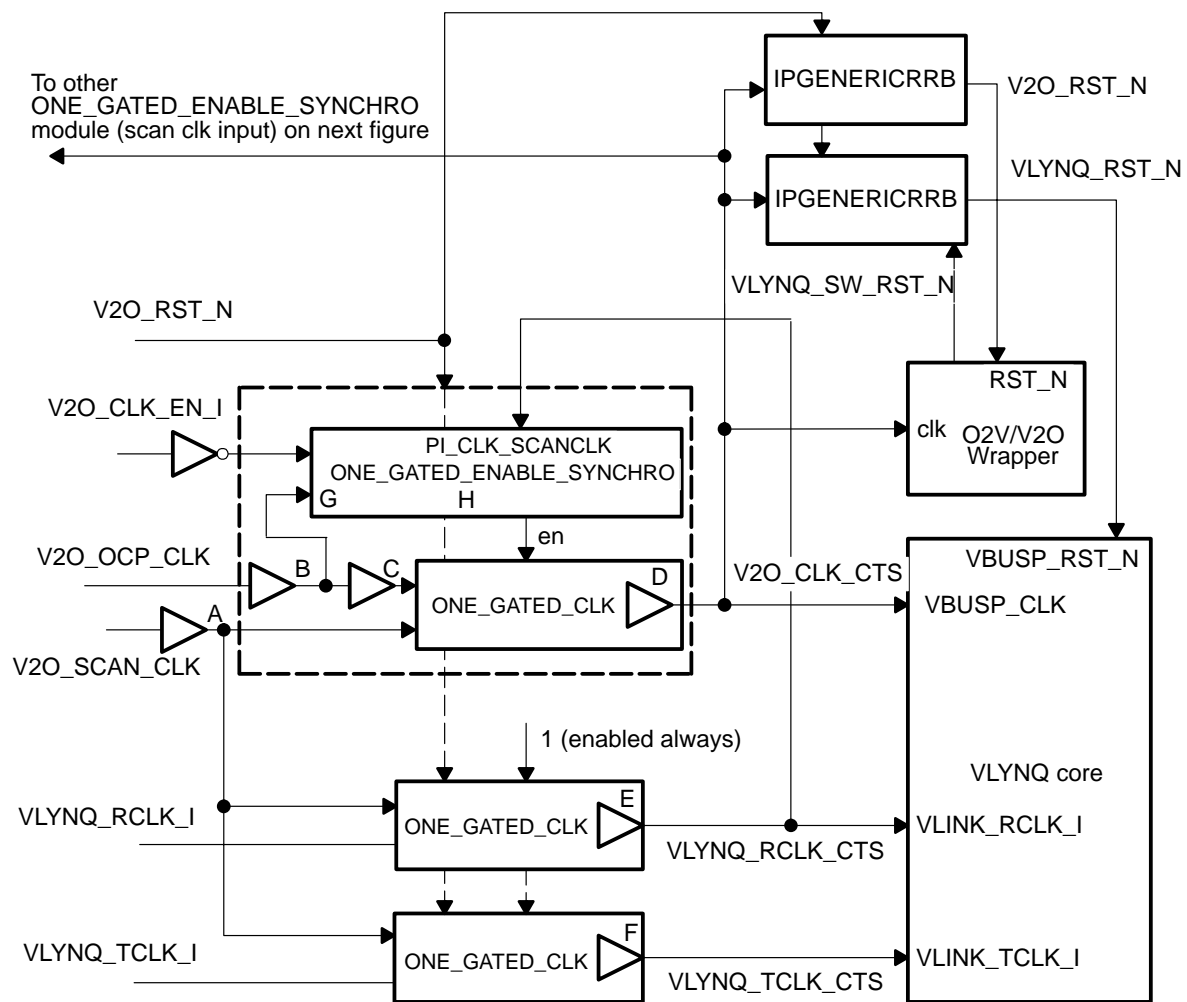 IPGENERICRRB
V2O_RST_N
To other
ONE_GATED_ENABLE_SYNCHRO
module (scan clk input) on next figure
IPGENERICRRB
VLYNQ_RST_N
VLYNQ_SW_RST_N
V2O_RST_N
RST_N
clk
O2V/V2O
Wrapper
V2O_CLK_EN_I
PI_CLK_SCANCLK
ONE_GATED_ENABLE_SYNCHRO
G
H
en
V2O_OCP_CLK
B
C
D
ONE_GATED_CLK
V2O_CLK_CTS
VBUSP_RST_N
VBUSP_CLK
A
V2O_SCAN_CLK
1 (enabled always)
VLYNQ core
VLYNQ_RCLK_I
ONE_GATED_CLK
E
VLYNQ_RCLK_CTS
VLINK_RCLK_I
VLYNQ_TCLK_I
ONE_GATED_CLK
F
VLYNQ_TCLK_CTS
VLINK_TCLK_I